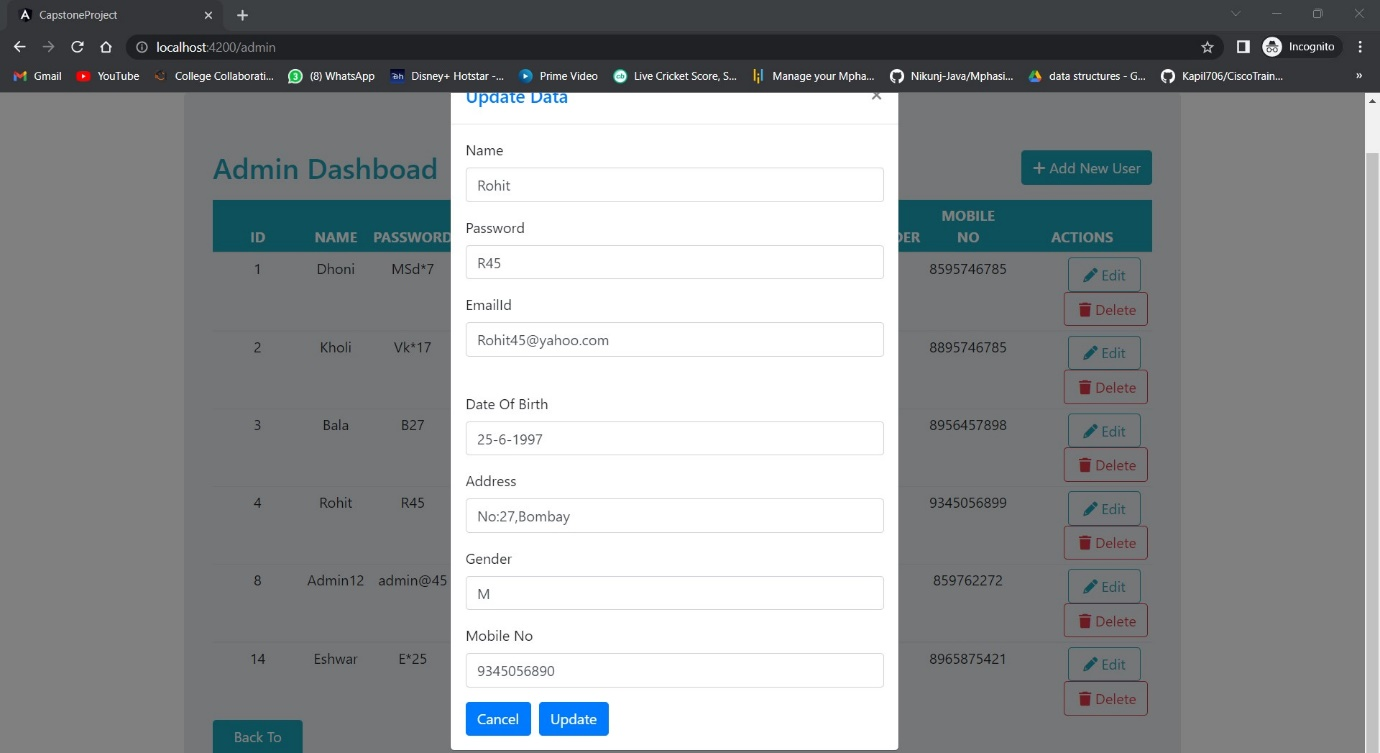 CapstoneProject
localhost:4200/admin
Incognito
Gmail YouTube College Collaborati... (8) WhatsApp Disney+ Hotstar -... Prime Video Live Cricket Score, S... Manage your Mpha... Nikunj-Java/Mphasi... data structures - G... Kapil706/CiscoTrain... »
Update Data ×
Admin Dashboad
+ Add New User
ID NAME PASSWORD DER MOBILE NO ACTIONS
1 Dhoni MSd*7 8595746785 Edit
Delete
2 Kholi Vk*17 8895746785 Edit
Delete
3 Bala B27 8956457898 Edit
Delete
4 Rohit R45 9345056899 Edit
Delete
8 Admin12 admin@45 859762272 Edit
Delete
14 Eshwar E*25 8965875421 Edit
Delete
Back To
Name
Rohit
Password
R45
EmailId
Rohit45@yahoo.com
Date Of Birth
25-6-1997
Address
No:27,Bombay
Gender
M
Mobile No
9345056890
Cancel Update